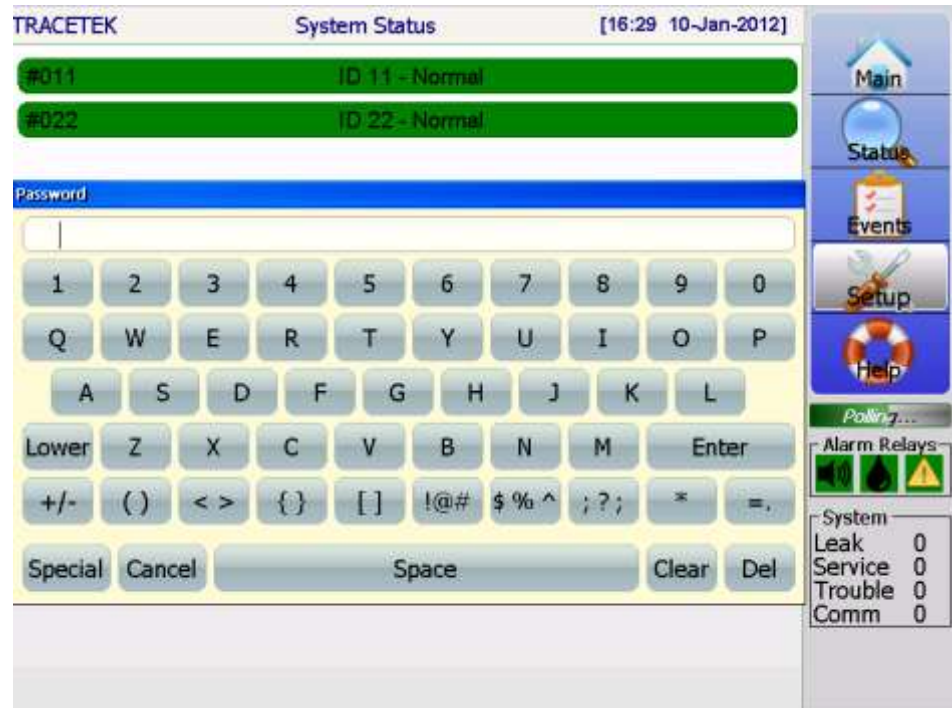 TRACETEK System Status [16:29 10-Jan-2012]
#011 ID 11 - Normal
#022 ID 22 - Normal
Password
1 2 3 4 5 6 7 8 9 0
Q W E R T Y U I O P
A S D F G H J K L
Lower Z X C V B N M Enter
+/- ( ) < > { } [ ] !@# $ % ^ ; ? ; * = ,
Special Cancel Space Clear Del
Main
Status
Events
Setup
Help
Polling...
Alarm Relays
System
Leak 0
Service 0
Trouble 0
Comm 0